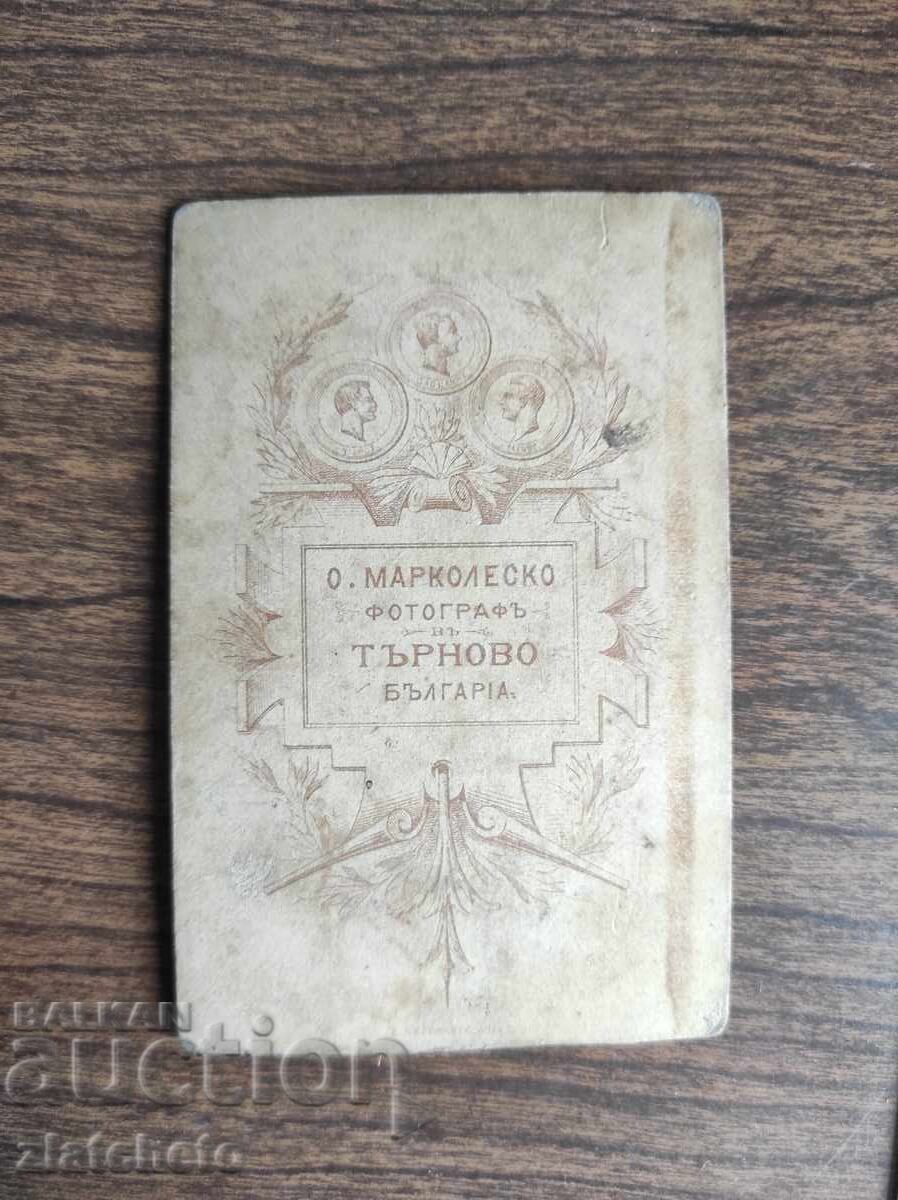 О. МАРКОЛЕСКО
ФОТОГРАФЪ
ВЪ
ТЪРНОВО
БЪЛГАРІА.
BALKAN
auction
zlatcheto